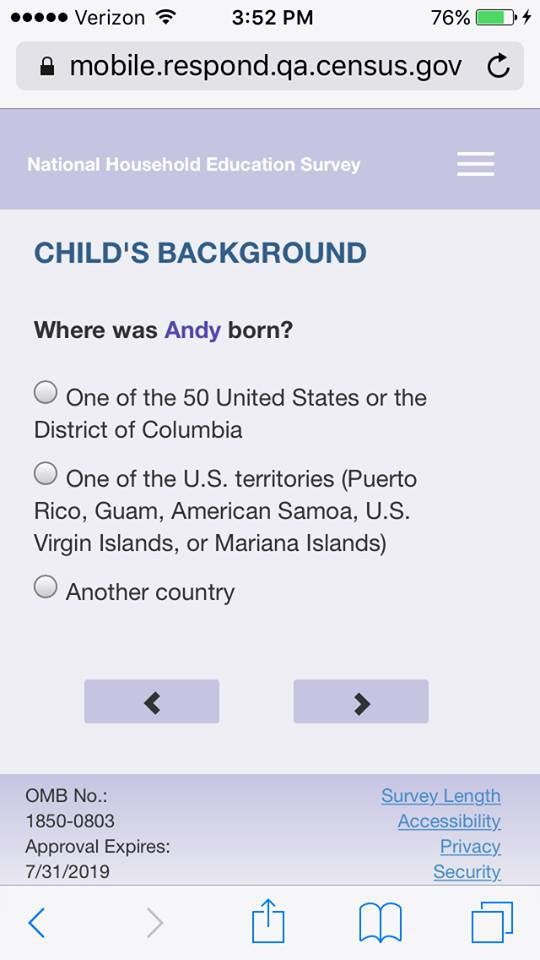 Verizon 3:52 PM 76%
mobile.respond.qa.census.gov
National Household Education Survey
CHILD'S BACKGROUND
Where was Andy born?
One of the 50 United States or the
District of Columbia
One of the U.S. territories (Puerto
Rico, Guam, American Samoa, U.S.
Virgin Islands, or Mariana Islands)
Another country
OMB No.: Survey Length
1850-0803 Accessibility
Approval Expires: Privacy
7/31/2019 Security